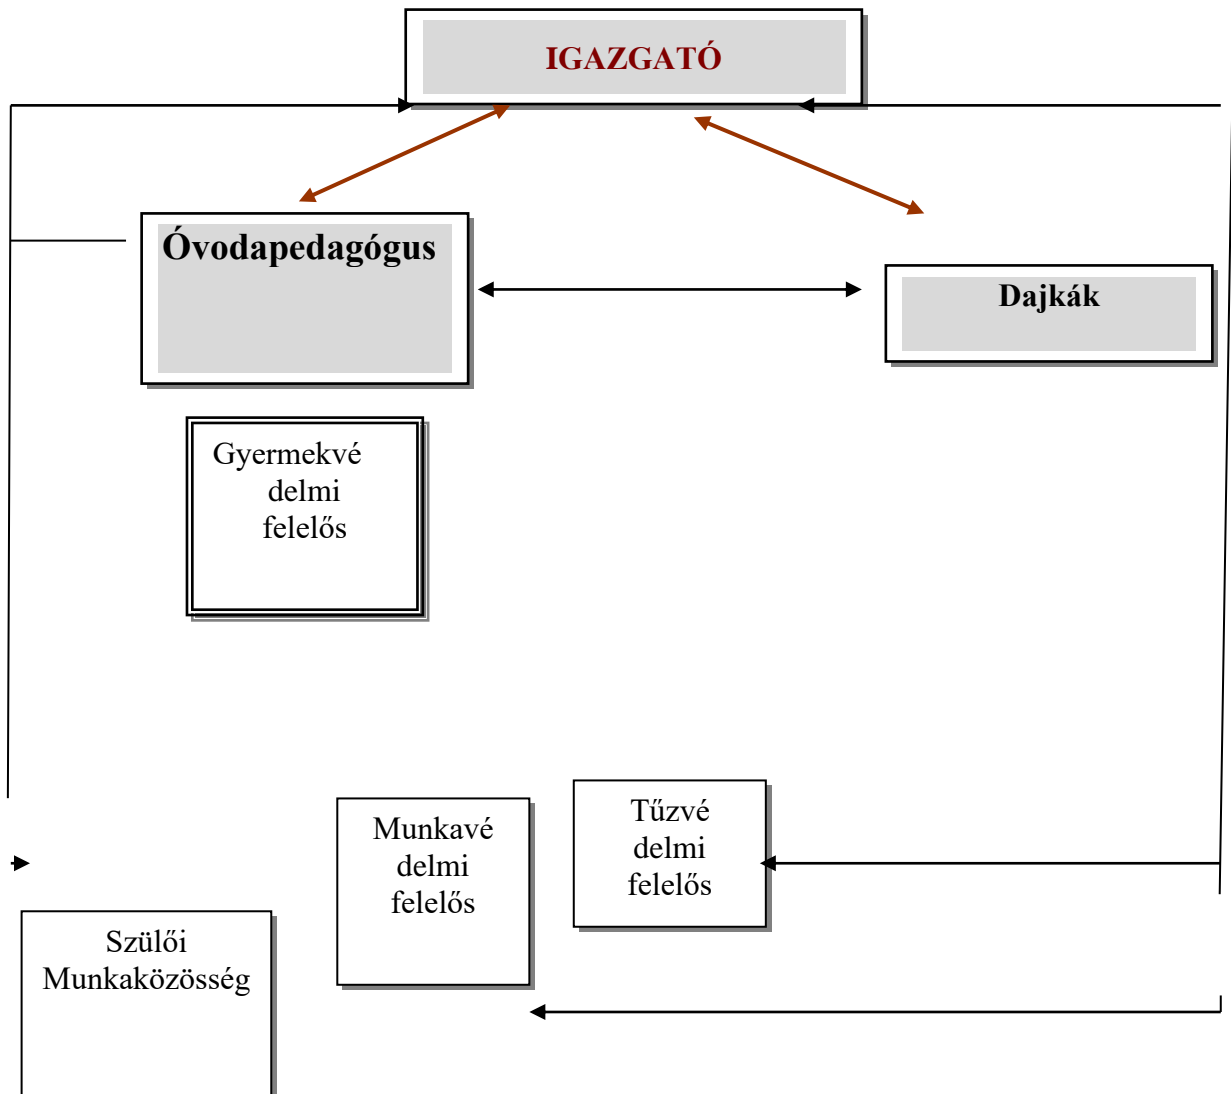 IGAZGATÓ
Óvodapedagógus
Dajkák
Gyermekvé
delmi
felelős
Munkavé
delmi
felelős
Tűzvé
delmi
felelős
Szülői
Munkaközösség